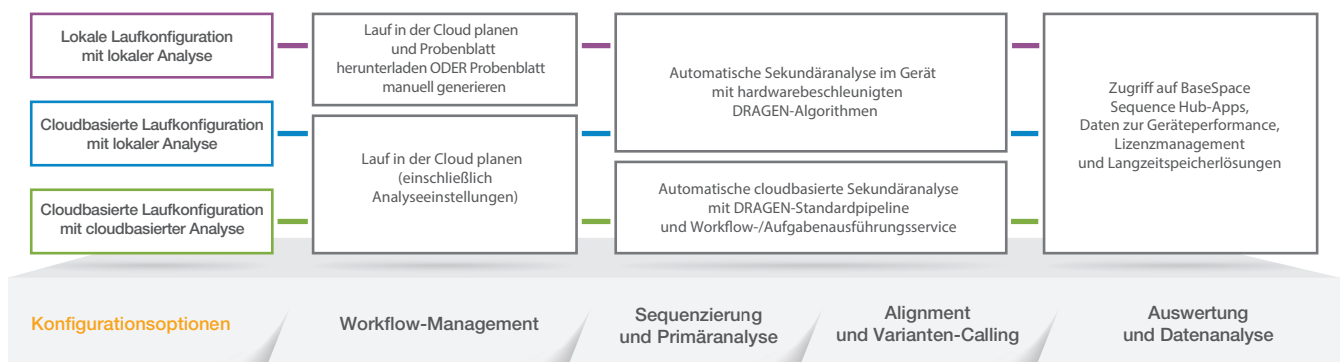 Lokale Laufkonfiguration
mit lokaler Analyse
Cloudbasierte Laufkonfiguration
mit lokaler Analyse
Cloudbasierte Laufkonfiguration
mit cloudbasierter Analyse
Lauf in der Cloud planen
und Probenblatt
herunterladen ODER Probenblatt
manuell generieren
Lauf in der Cloud planen
(einschließlich
Analyseeinstellungen)
Automatische Sekundäranalyse im Gerät
mit hardwarebeschleunigten
DRAGEN-Algorithmen
Automatische cloudbasierte Sekundäranalyse
mit DRAGEN-Standardpipeline
und Workflow-/Aufgabenausführungsservice
Zugriff auf BaseSpace
Sequence Hub-Apps,
Daten zur Geräteperformance,
Lizenzmanagement
und Langzeitspeicherlösungen
Konfigurationsoptionen
Workflow-Management
Sequenzierung
und Primäranalyse
Alignment
und Varianten-Calling
Auswertung
und Datenanalyse